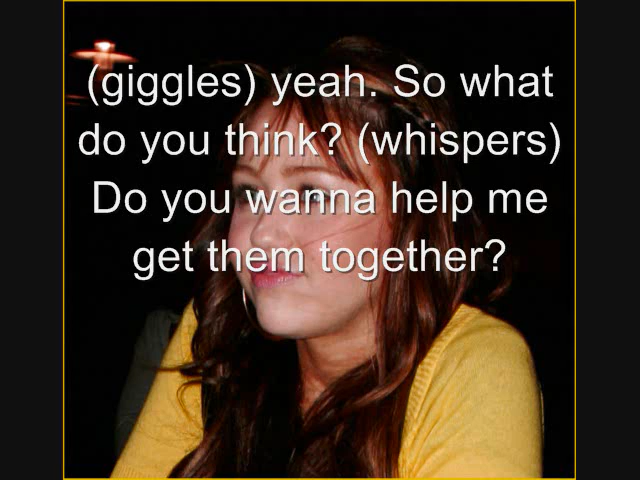 (giggles) yeah. So what
do you think? (whispers)
Do you wanna help me
get them together?